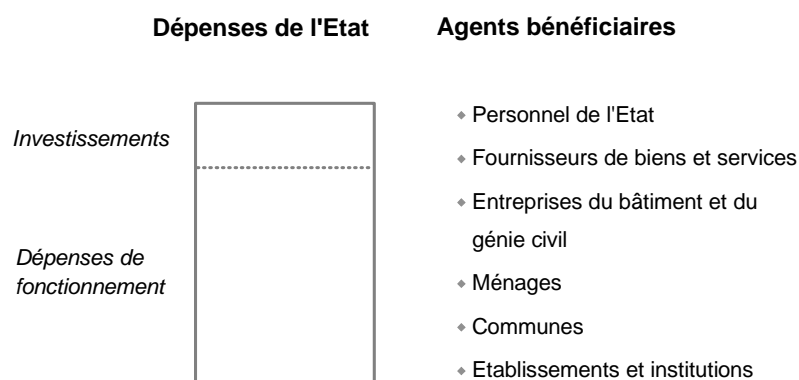 Dépenses de l'Etat
Agents bénéficiaires
Investissements
Dépenses de
fonctionnement
Personnel de l'Etat
Fournisseurs de biens et services
Entreprises du bâtiment et du
génie civil
Ménages
Communes
Etablissements et institutions